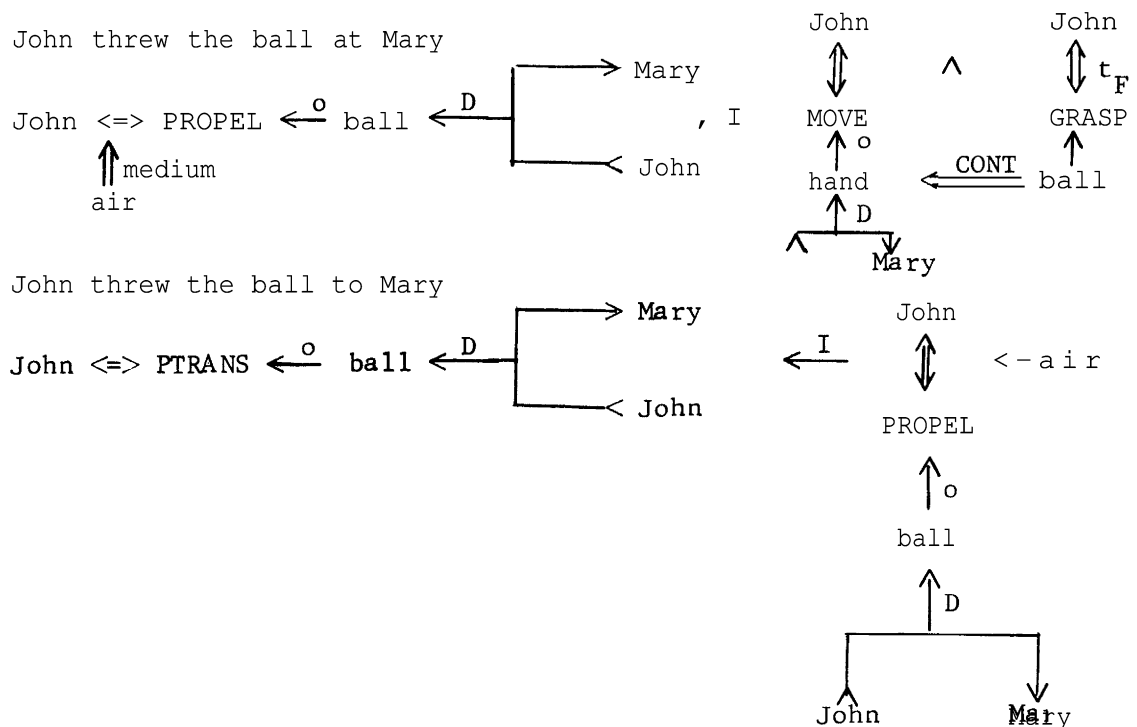 John threw the ball at Mary
John John
Mary ∧ t_F
D
John <=> PROPEL o ball , I MOVE GRASP
o
medium John CONT
hand ball
air
D
Mary
John threw the ball to Mary
Mary John
I
John <=> PTRANS o ball D <-air
John
PROPEL
o
ball
D
John Mary